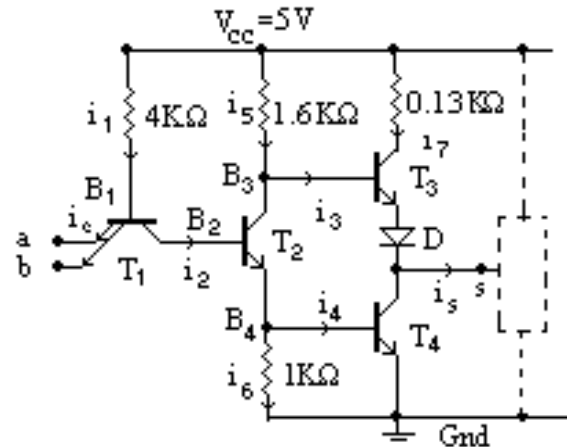 Vcc =5V
i1 4KΩ
i5 1.6KΩ
0.13KΩ
i7
B1
B3
T3
i3
ie
B2
a
T2
D
b
T1
i2
is s
B4
i4
T4
i6 1KΩ
Gnd